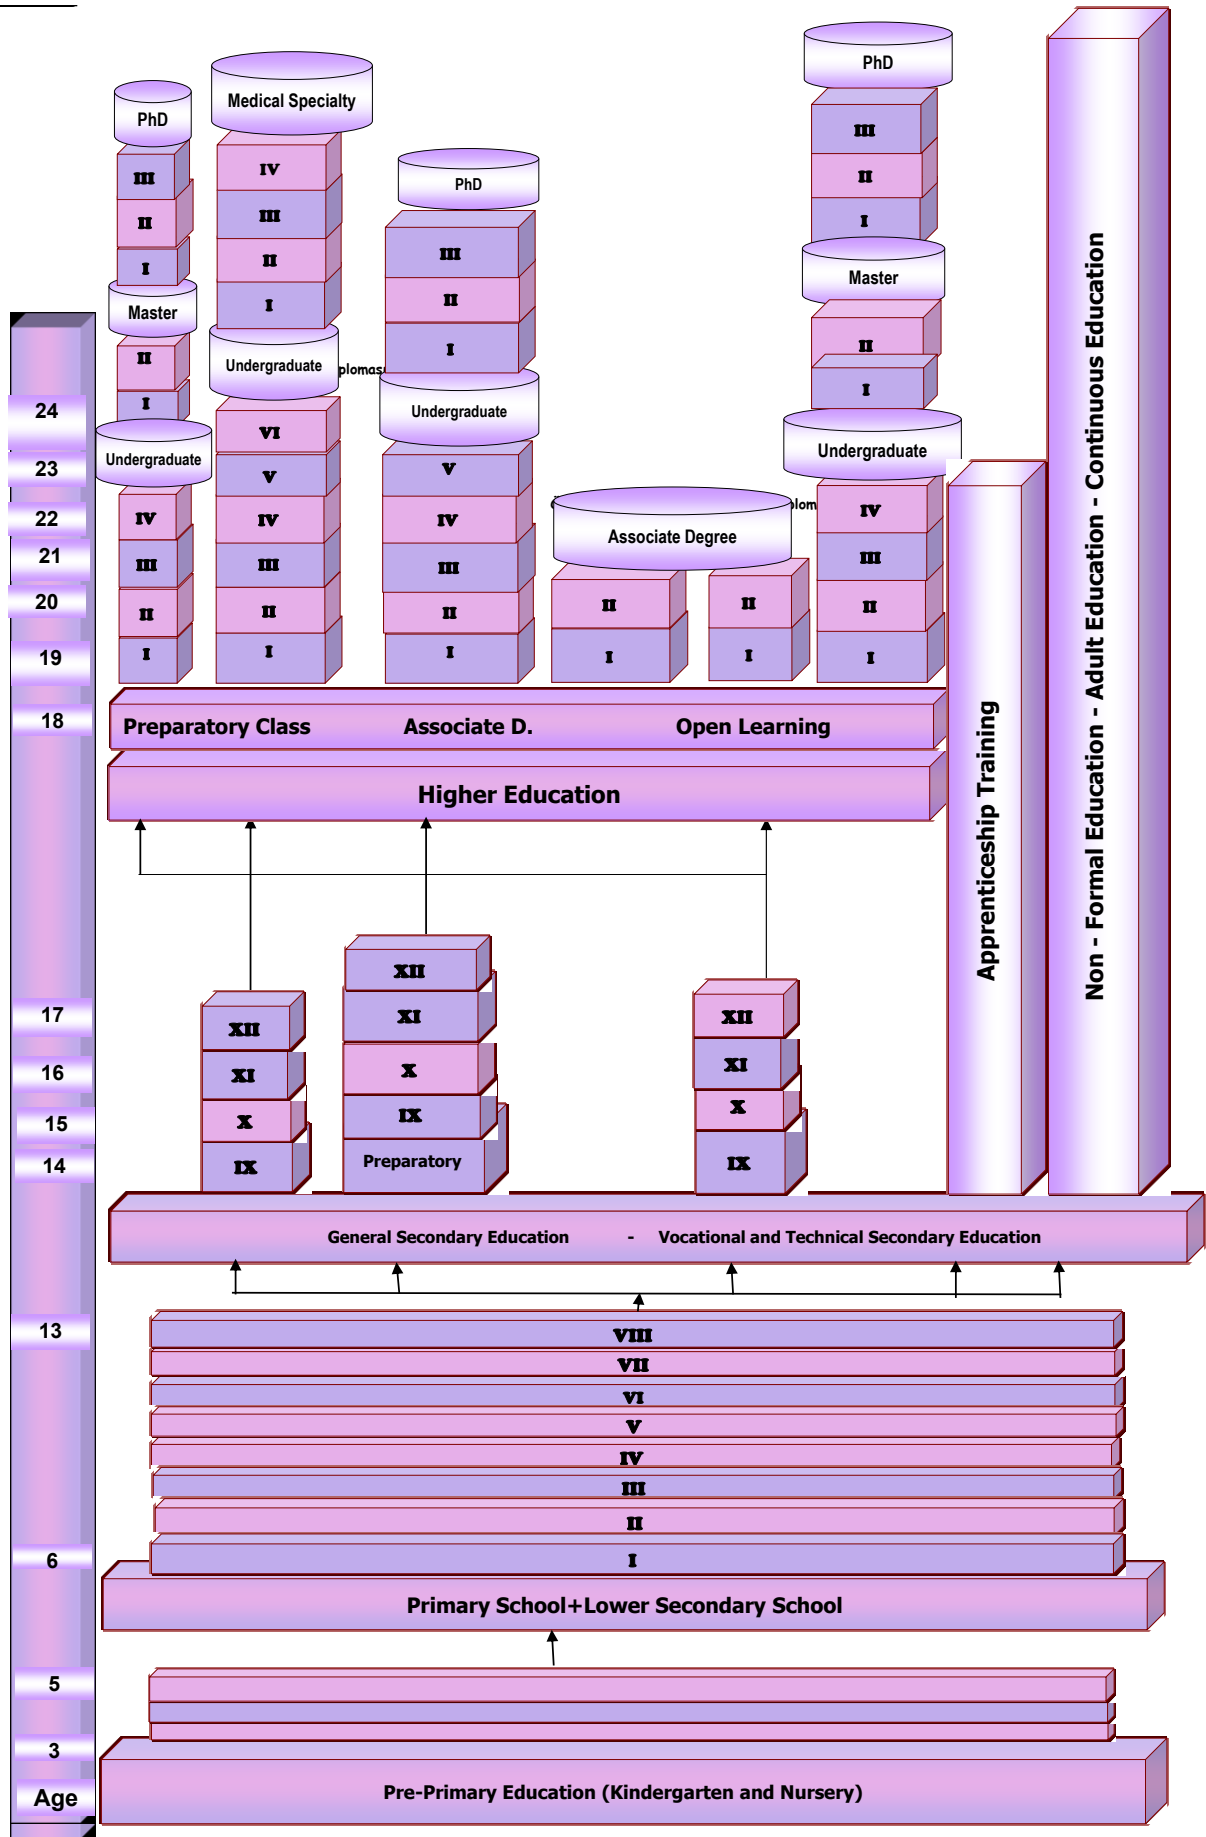 PhD
Medical Specialty
PhD
PhD
III
II
I
Master
II
I
Undergraduate
IV
III
II
I
IV
III
II
I
Undergraduate
VI
V
IV
III
II
I
III
II
I
Undergraduate
V
IV
III
II
I
Associate Degree
II
I
II
I
III
II
I
Master
II
I
Undergraduate
IV
III
II
I
24
23
22
21
20
19
18
Preparatory Class Associate D. Open Learning
Higher Education
Apprenticeship Training
Non - Formal Education - Adult Education - Continuous Education
17
16
15
14
XII
XI
X
IX
XII
XI
X
IX
Preparatory
XII
XI
X
IX
General Secondary Education - Vocational and Technical Secondary Education
13
VIII
VII
VI
V
IV
III
II
6
I
Primary School+Lower Secondary School
5
3
Age
Pre-Primary Education (Kindergarten and Nursery)